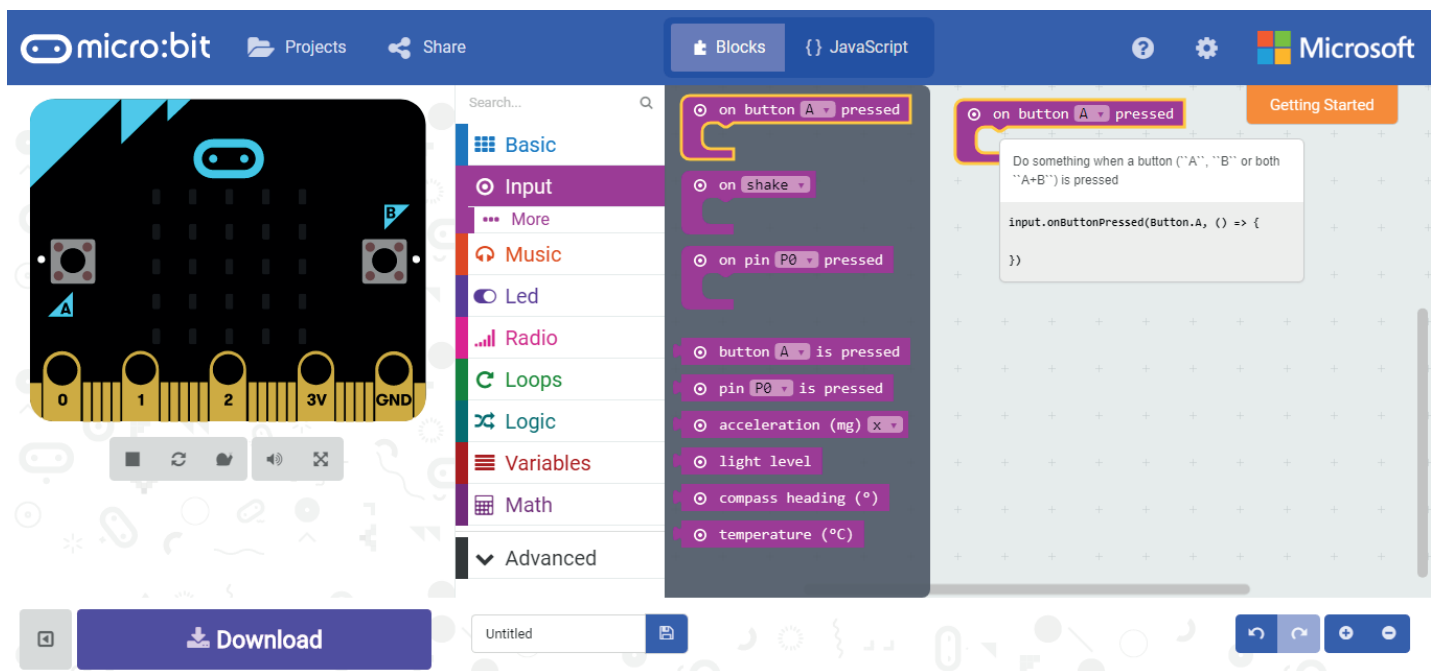 micro:bit
Projects
Share
Blocks
{} JavaScript
?
Microsoft
B
A
0
1
2
3V
GND
Download
Search...
Basic
Input
More
Music
Led
Radio
Loops
Logic
Variables
Math
Advanced
Untitled
on button A pressed
on shake
on pin P0 pressed
button A is pressed
pin P0 is pressed
acceleration (mg) x
light level
compass heading (°)
temperature (°C)
on button A pressed
Getting Started
Do something when a button (``A``, ``B`` or both
``A+B``) is pressed
input.onButtonPressed(Button.A, () => {
})